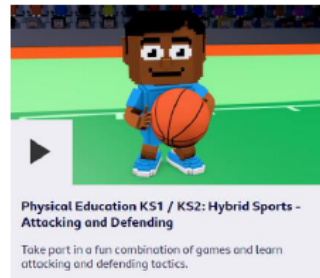 Physical Education KS1 / KS2: Hybrid Sports -
Attacking and Defending
Take part in a fun combination of games and learn
attacking and defending tactics.